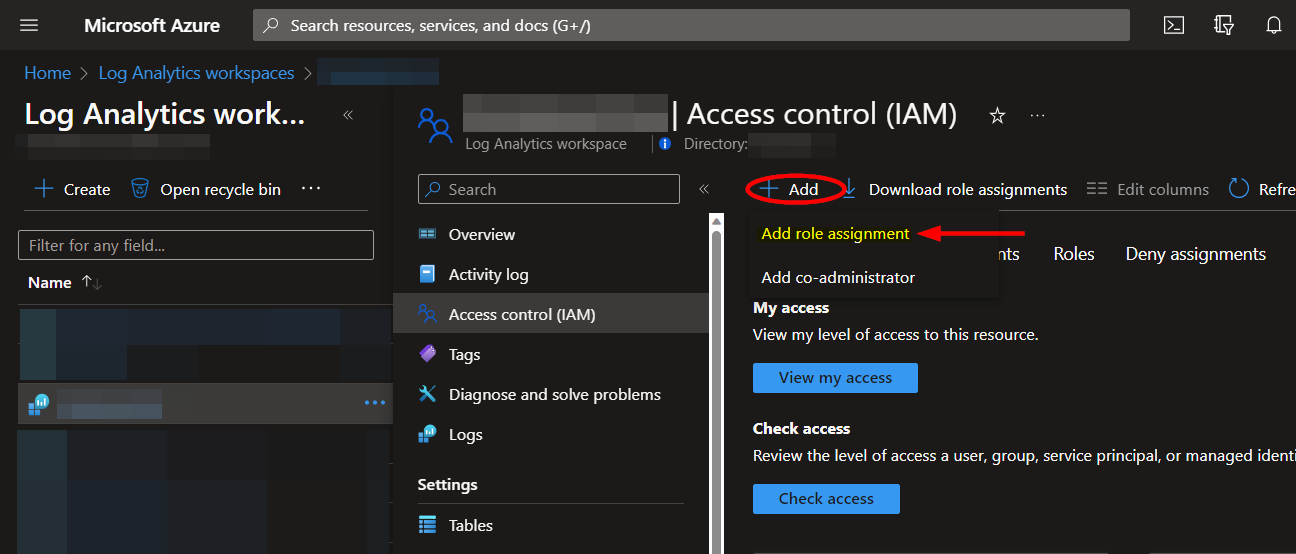 Microsoft Azure
Search resources, services, and docs (G+/)
Home > Log Analytics workspaces >
Log Analytics work...
| Access control (IAM)
Log Analytics workspace
Directory:
Create
Open recycle bin
Filter for any field...
Name
Search
Overview
Activity log
Access control (IAM)
Tags
Diagnose and solve problems
Logs
Settings
Tables
Add
Download role assignments
Edit columns
Refre
Add role assignment
Add co-administrator
nts
Roles
Deny assignments
My access
View my level of access to this resource.
View my access
Check access
Review the level of access a user, group, service principal, or managed identi
Check access